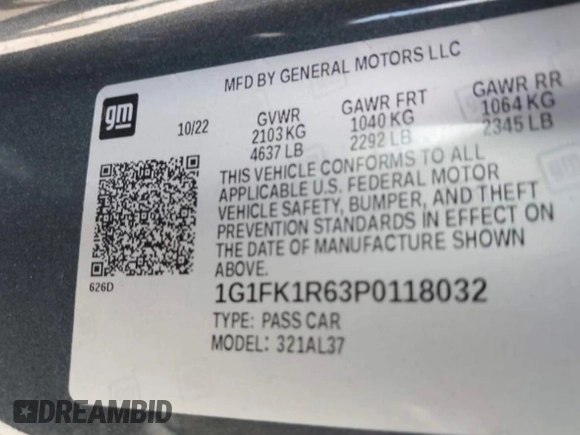 MFD BY GENERAL MOTORS LLC
gm
10/22
GVWR
2103 KG
4637 LB
GAWR FRT
1040 KG
2292 LB
GAWR RR
1064 KG
2345 LB
THIS VEHICLE CONFORMS TO ALL
APPLICABLE U.S. FEDERAL MOTOR
VEHICLE SAFETY, BUMPER, AND THEFT
PREVENTION STANDARDS IN EFFECT ON
THE DATE OF MANUFACTURE SHOWN
ABOVE.
626D
1G1FK1R63P0118032
TYPE: PASS CAR
MODEL: 321AL37
DREAMBID